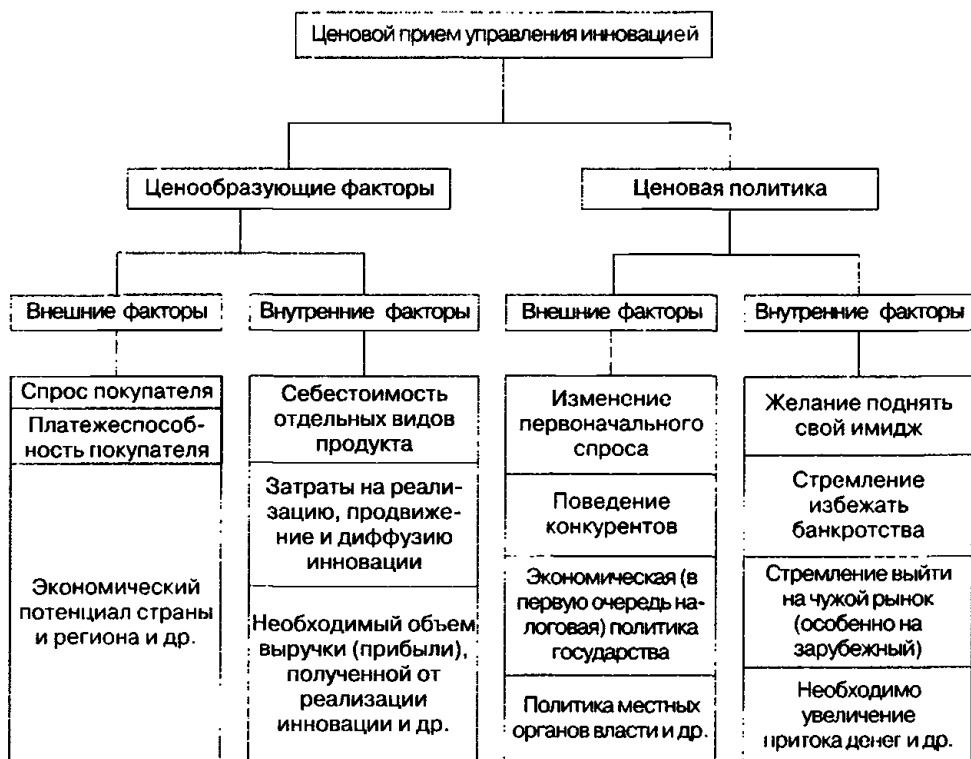 Ценовой прием управления инновацией
Ценообразующие факторы
Ценовая политика
Внешние факторы
Внутренние факторы
Внешние факторы
Внутренние факторы
Спрос покупателя
Платежеспособ-
ность покупателя
Экономический
потенциал страны
и региона и др.
Себестоимость
отдельных видов
продукта
Затраты на реали-
зацию, продвиже-
ние и диффузию
инновации
Необходимый объем
выручки (прибыли),
полученной от
реализации
инновации и др.
Изменение
первоначального
спроса
Поведение
конкурентов
Экономическая (в
первую очередь на-
логовая) политика
государства
Политика местных
органов власти и др.
Желание поднять
свой имидж
Стремление
избежать
банкротства
Стремление выйти
на чужой рынок
(особенно на
зарубежный)
Необходимо
увеличение
притока денег и др.